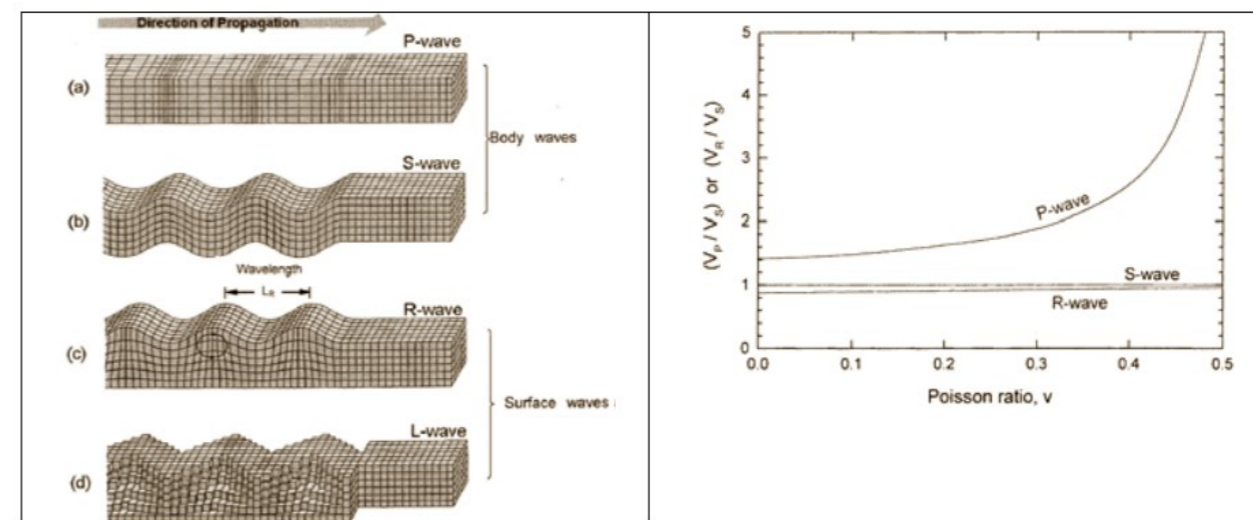 Direction of Propagation
P-wave
(a)
Body waves
S-wave
(b)
Wavelength
L_R
R-wave
(c)
Surface waves
L-wave
(d)
5
4
3
2
1
0
(V_P / V_S) or (V_R / V_S)
P-wave
S-wave
R-wave
0.0 0.1 0.2 0.3 0.4 0.5
Poisson ratio, v